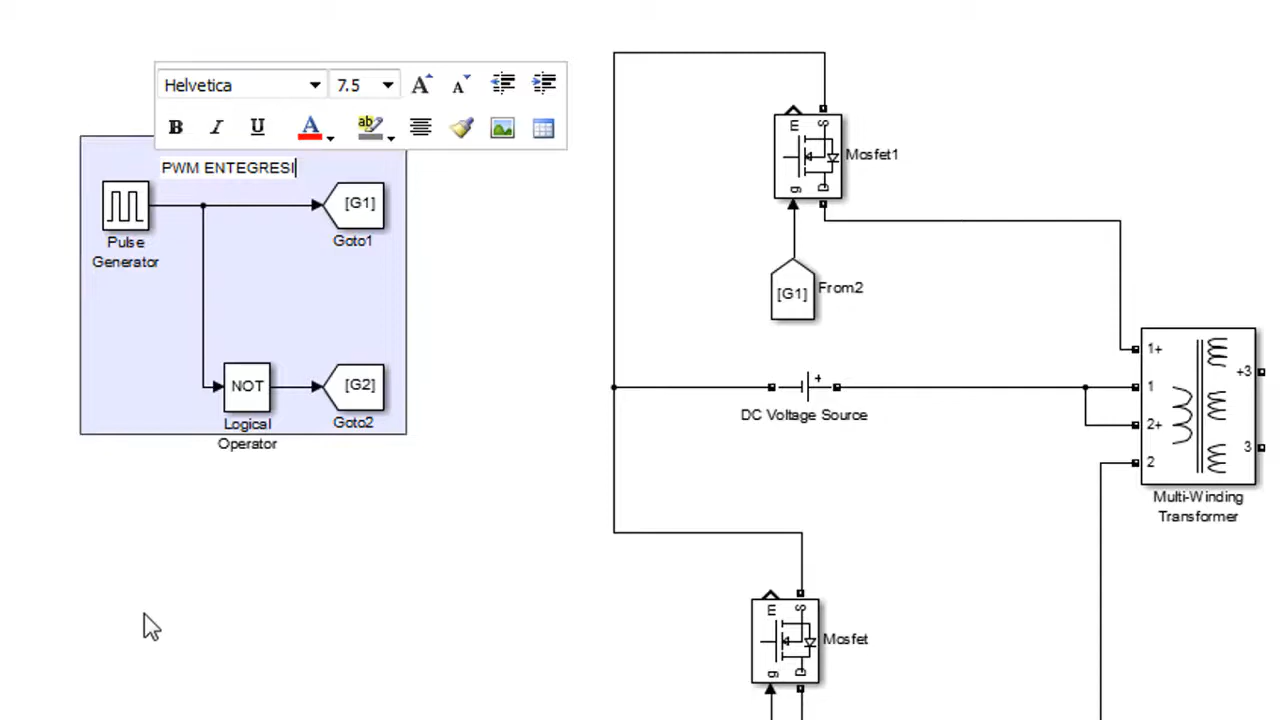 Helvetica
7.5
A
A
B
I
U
A
ab
PWM ENTEGRESI
[G1]
Goto1
Pulse
Generator
NOT
Logical
Operator
[G2]
Goto2
m
S
g
D
Mosfet1
[G1]
From2
+
DC Voltage Source
1+
1
2+
2
+3
3
Multi-Winding
Transformer
m
S
g
D
Mosfet